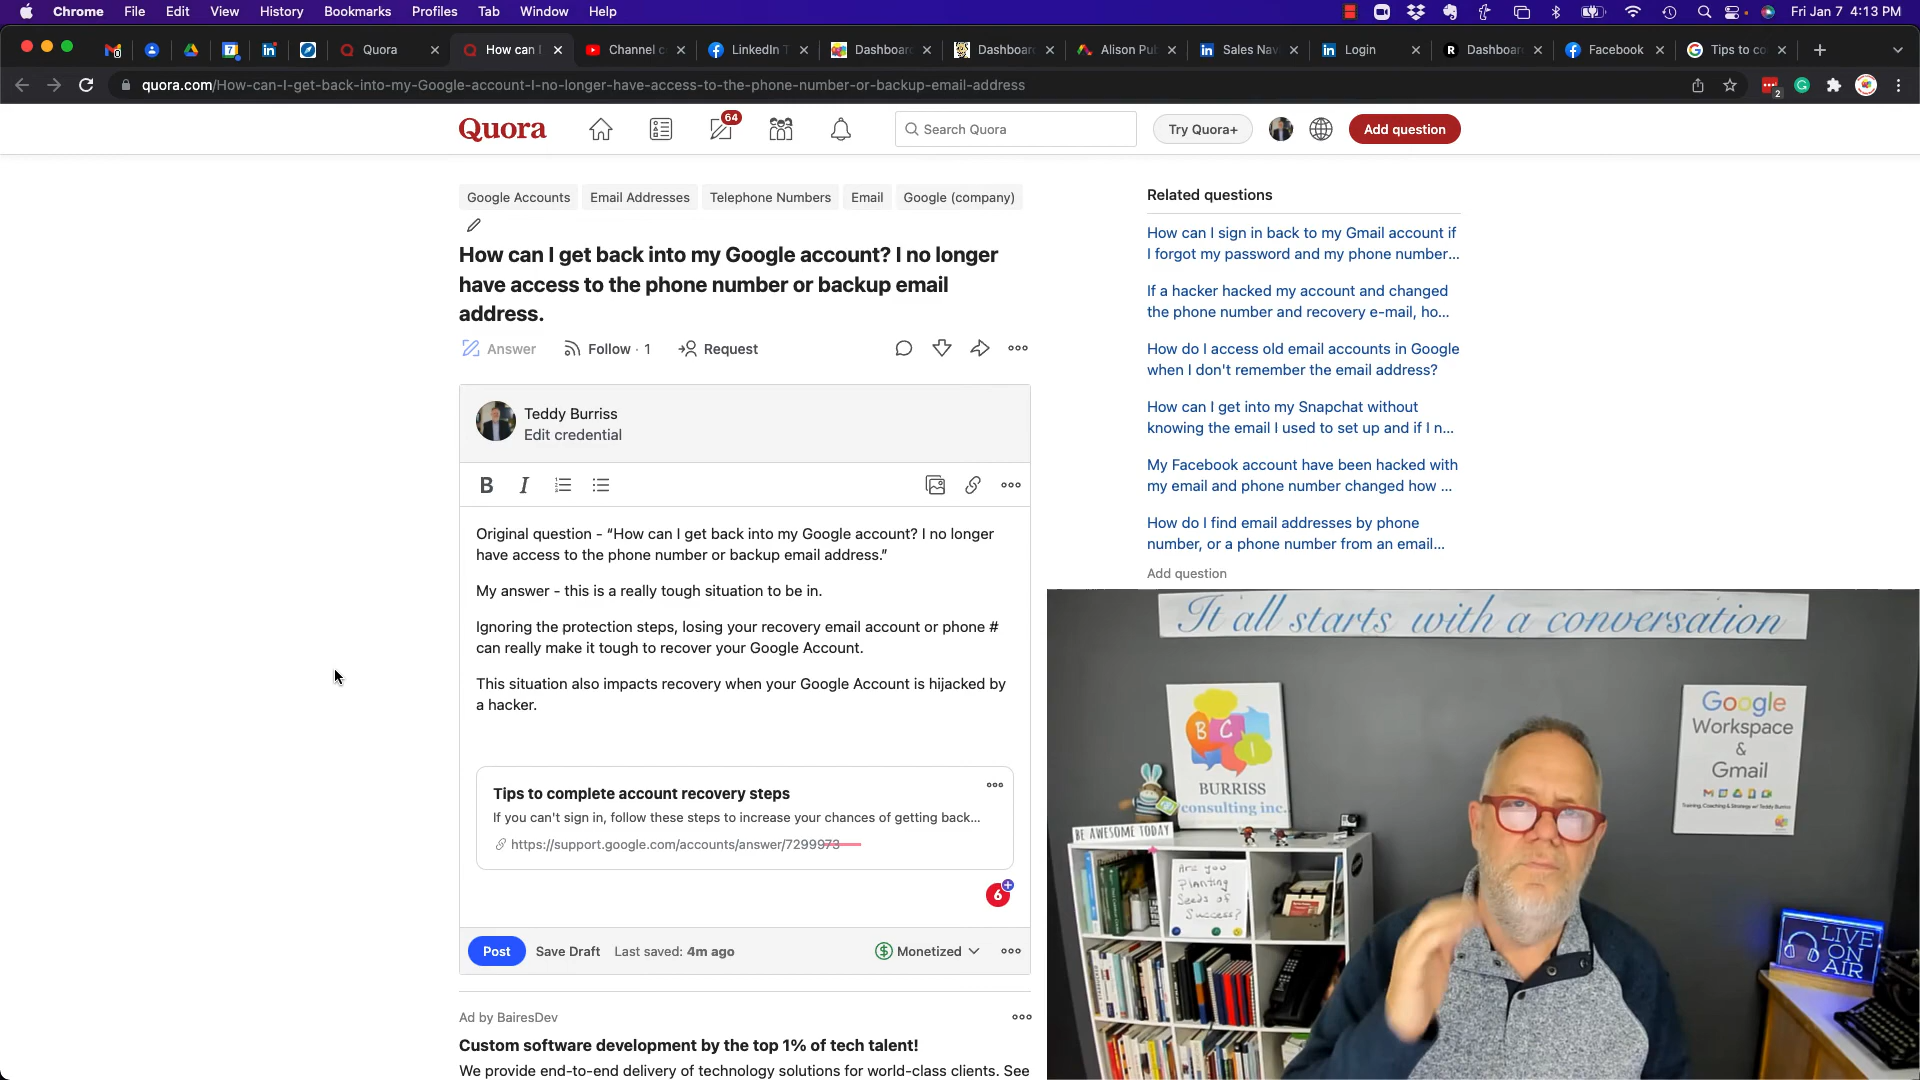 Chrome File Edit View History Bookmarks Profiles Tab Window Help Fri Jan 7 4:13 PM
Quora How can I Channel c LinkedIn T Dashboard Dashboard Alison Pu Sales Nav Login Dashboard Facebook Tips to co
quora.com/How-can-I-get-back-into-my-Google-account-I-no-longer-have-access-to-the-phone-number-or-backup-email-address 2
Quora 64 Search Quora Try Quora+ Add question
Google Accounts Email Addresses Telephone Numbers Email Google (company)
How can I get back into my Google account? I no longer
have access to the phone number or backup email
address.
Answer Follow · 1 Request
Teddy Burriss
Edit credential
B I
Original question - “How can I get back into my Google account? I no longer
have access to the phone number or backup email address.”
My answer - this is a really tough situation to be in.
Ignoring the protection steps, losing your recovery email account or phone #
can really make it tough to recover your Google Account.
This situation also impacts recovery when your Google Account is hijacked by
a hacker.
Tips to complete account recovery steps
If you can't sign in, follow these steps to increase your chances of getting back...
https://support.google.com/accounts/answer/7299973
6
Post Save Draft Last saved: 4m ago Monetized
Ad by BairesDev
Custom software development by the top 1% of tech talent!
We provide end-to-end delivery of technology solutions for world-class clients. See
Related questions
How can I sign in back to my Gmail account if
I forgot my password and my phone number...
If a hacker hacked my account and changed
the phone number and recovery e-mail, ho...
How do I access old email accounts in Google
when I don't remember the email address?
How can I get into my Snapchat without
knowing the email I used to set up and if I n...
My Facebook account have been hacked with
my email and phone number changed how ...
How do I find email addresses by phone
number, or a phone number from an email...
Add question
It all starts with a conversation
B C I
BURRISS
consulting inc.
BE AWESOME TODAY
Are you
Planting
Seeds of
Success?
Google
Workspace
&
Gmail
Training, Coaching & Strategy w/ Teddy Burriss
LIVE
ON
AIR